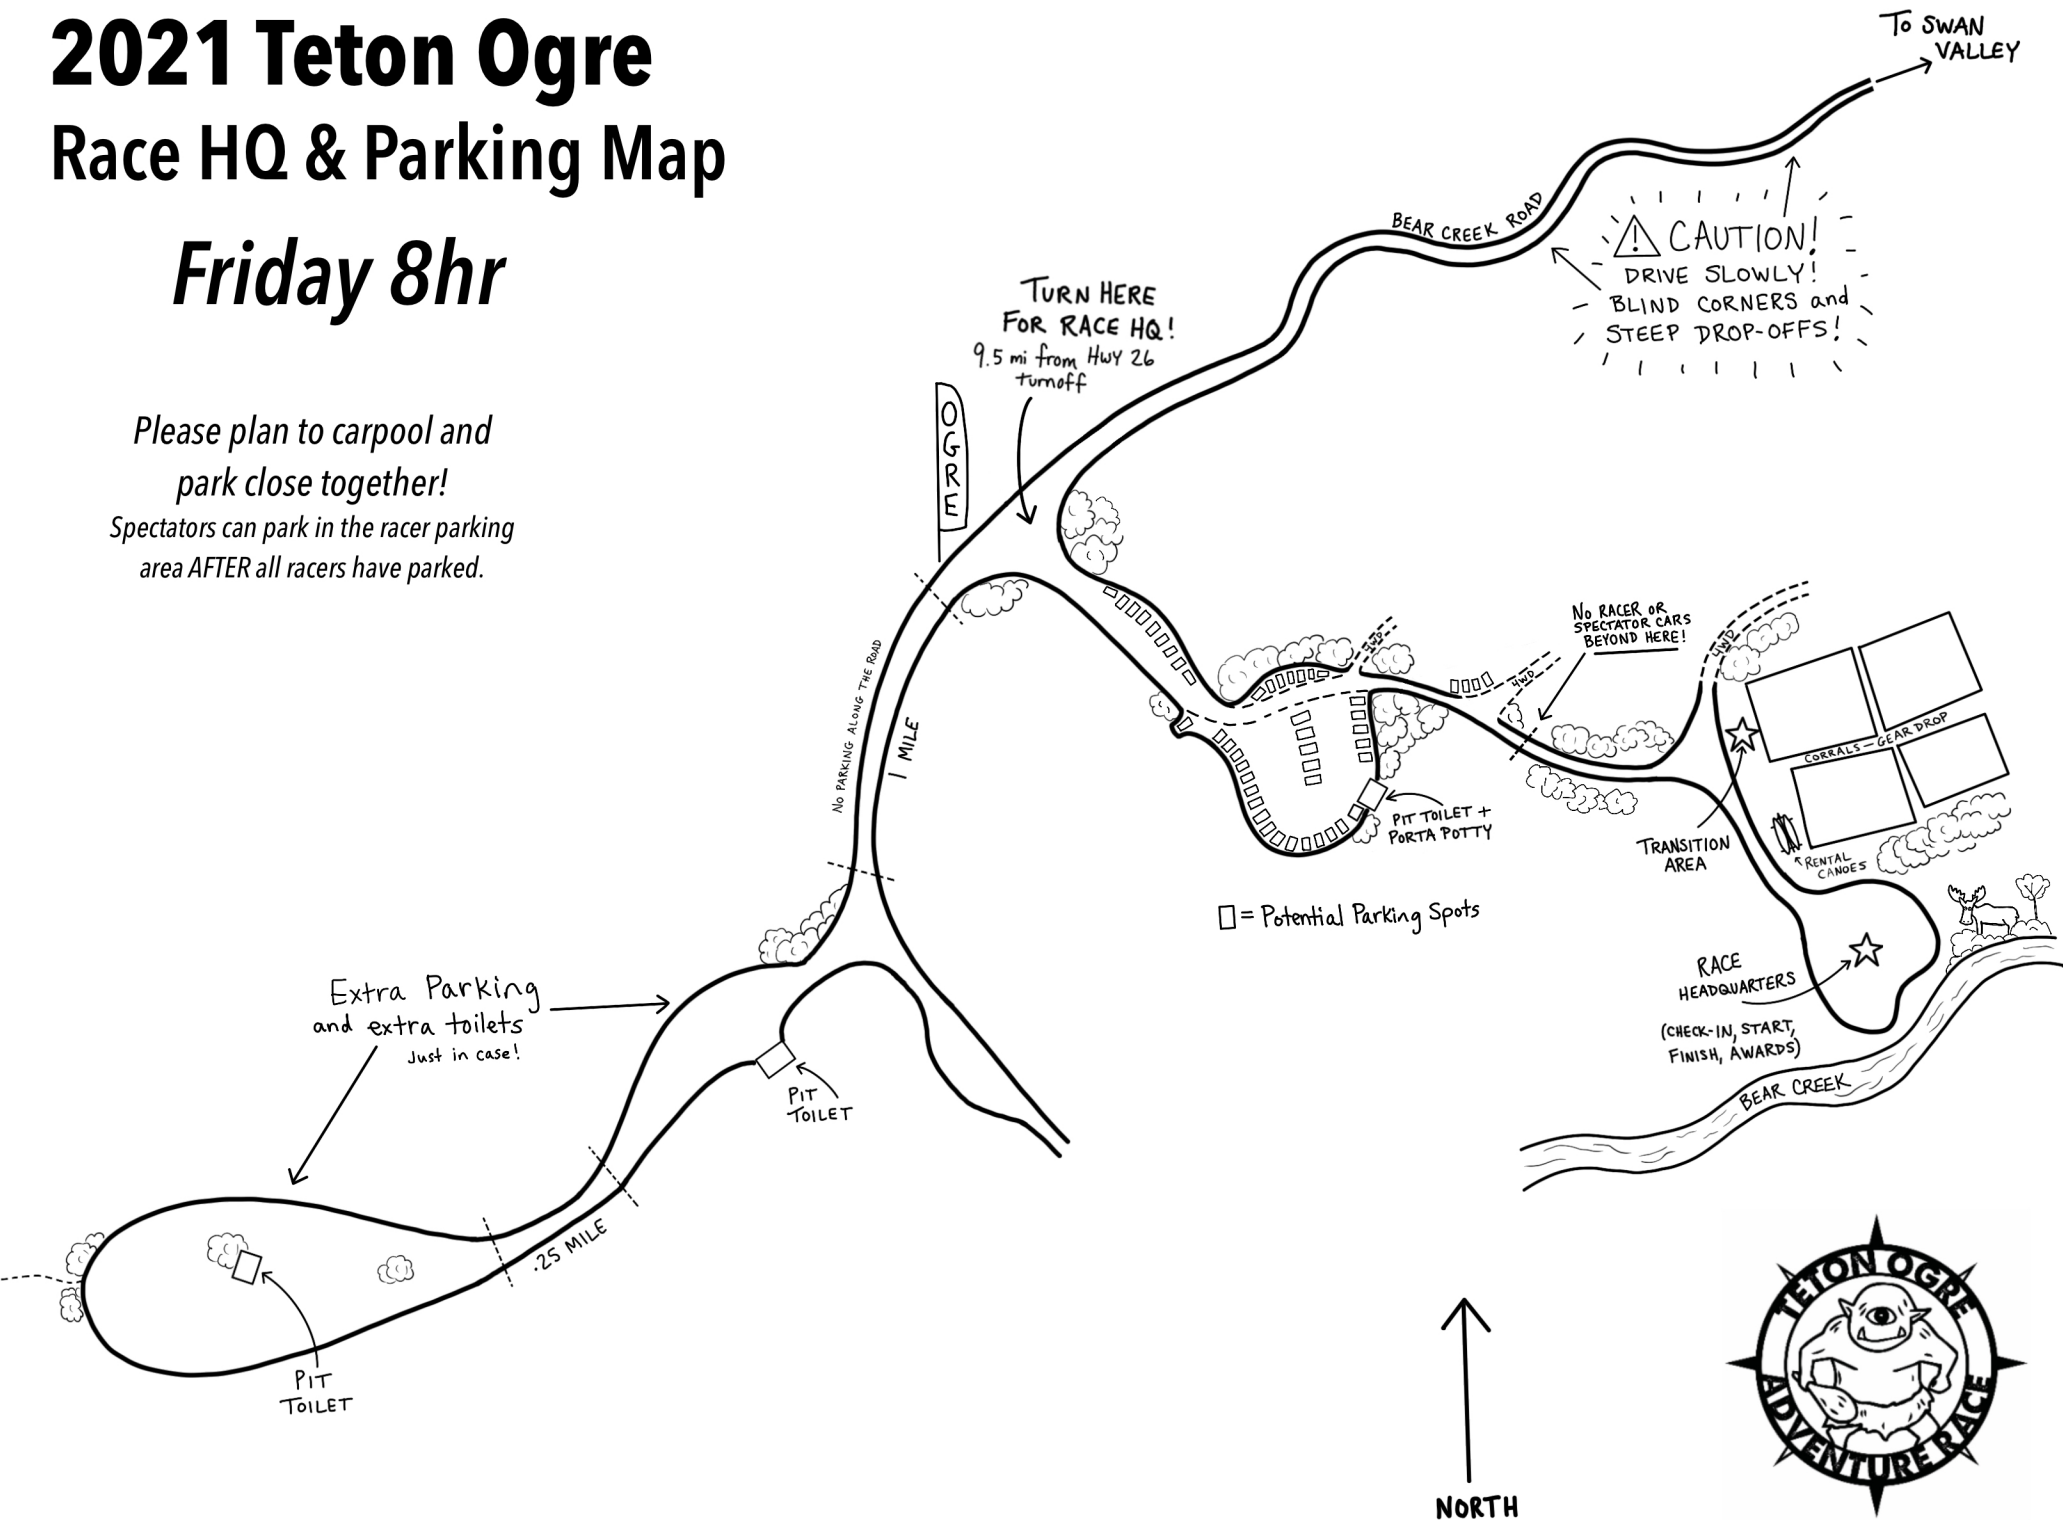 2021 Teton Ogre
Race HQ & Parking Map
Friday 8hr
Please plan to carpool and
park close together!
Spectators can park in the racer parking
area AFTER all racers have parked.
To SWAN
VALLEY
BEAR CREEK ROAD
CAUTION!
DRIVE SLOWLY!
BLIND CORNERS and
STEEP DROP-OFFS!
TURN HERE
FOR RACE HQ!
9.5 mi from HWY 26
turnoff
OGRE
NO PARKING ALONG THE ROAD
1 MILE
4WD
4WD
No RACER OR
SPECTATOR CARS
BEYOND HERE!
4WD
CORRALS - GEAR DROP
TRANSITION
AREA
RENTAL
CANOES
PIT TOILET +
PORTA POTTY
= Potential Parking Spots
RACE
HEADQUARTERS
(CHECK-IN, START,
FINISH, AWARDS)
BEAR CREEK
Extra Parking
and extra toilets
Just in case!
PIT
TOILET
.25 MILE
PIT
TOILET
NORTH
TETON OGRE
ADVENTURE RACE